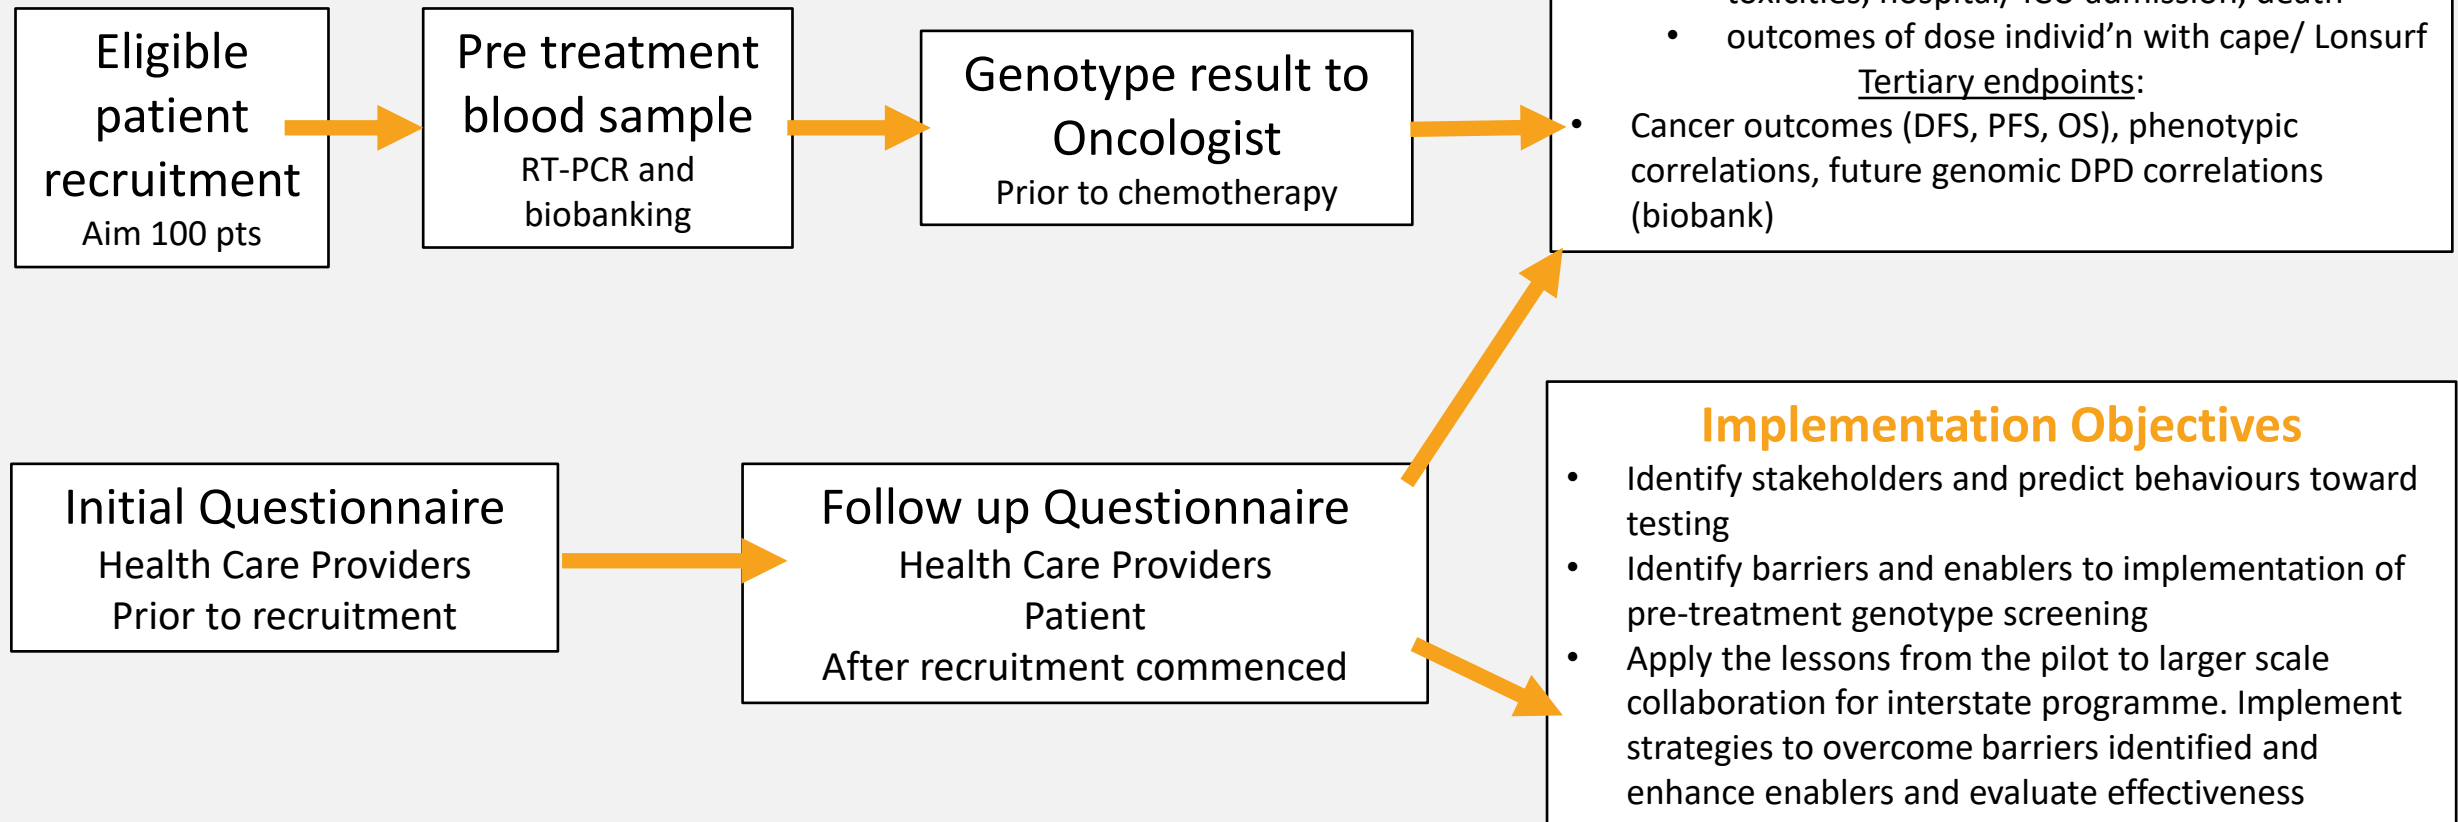 Eligible
patient
recruitment
Aim 100 pts
Pre treatment
blood sample
RT-PCR and
biobanking
Genotype result to
Oncologist
Prior to chemotherapy
toxicities, hospital/ ICU admission, death
• outcomes of dose individ’n with cape/ Lonsurf
Tertiary endpoints:
• Cancer outcomes (DFS, PFS, OS), phenotypic
correlations, future genomic DPD correlations
(biobank)
Initial Questionnaire
Health Care Providers
Prior to recruitment
Follow up Questionnaire
Health Care Providers
Patient
After recruitment commenced
Implementation Objectives
• Identify stakeholders and predict behaviours toward
testing
• Identify barriers and enablers to implementation of
pre-treatment genotype screening
• Apply the lessons from the pilot to larger scale
collaboration for interstate programme. Implement
strategies to overcome barriers identified and
enhance enablers and evaluate effectiveness